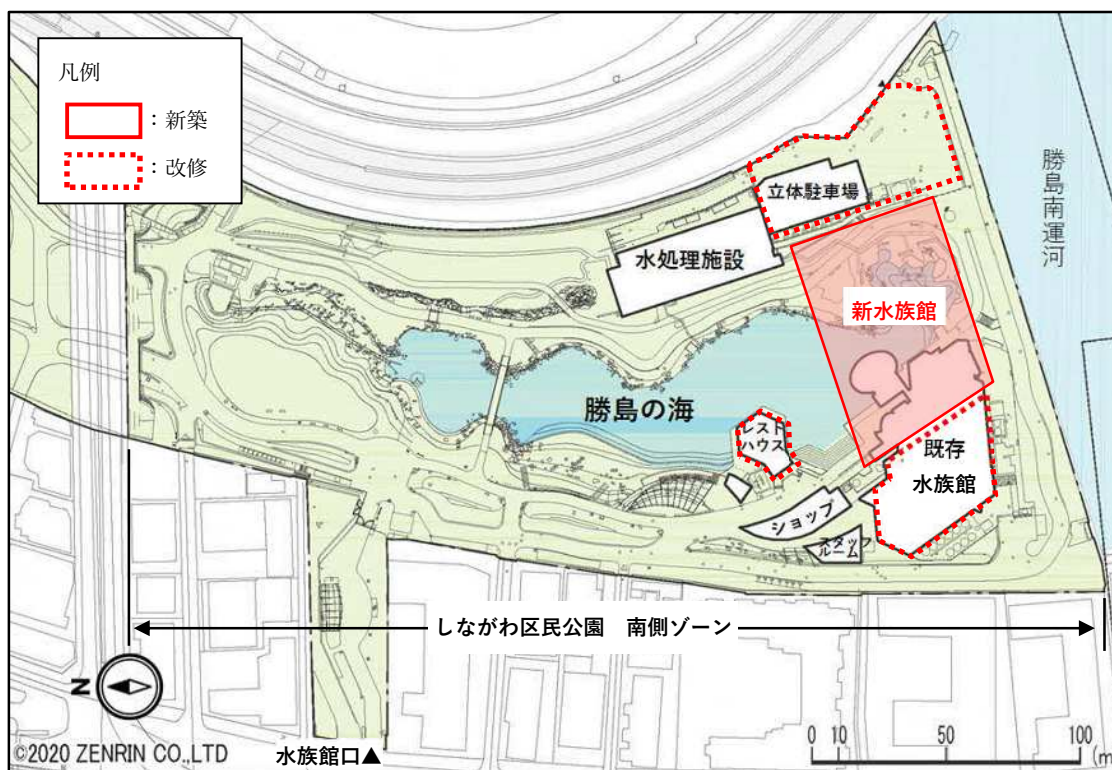 凡例
：新築
：改修
勝島南運河
立体駐車場
水処理施設
新水族館
勝島の海
レスト
ハウス
既存
水族館
ショップ
スタッフ
ルーム
しながわ区民公園　南側ゾーン
N
0 10 50 100
(m
©2020 ZENRIN CO.,LTD
水族館口▲